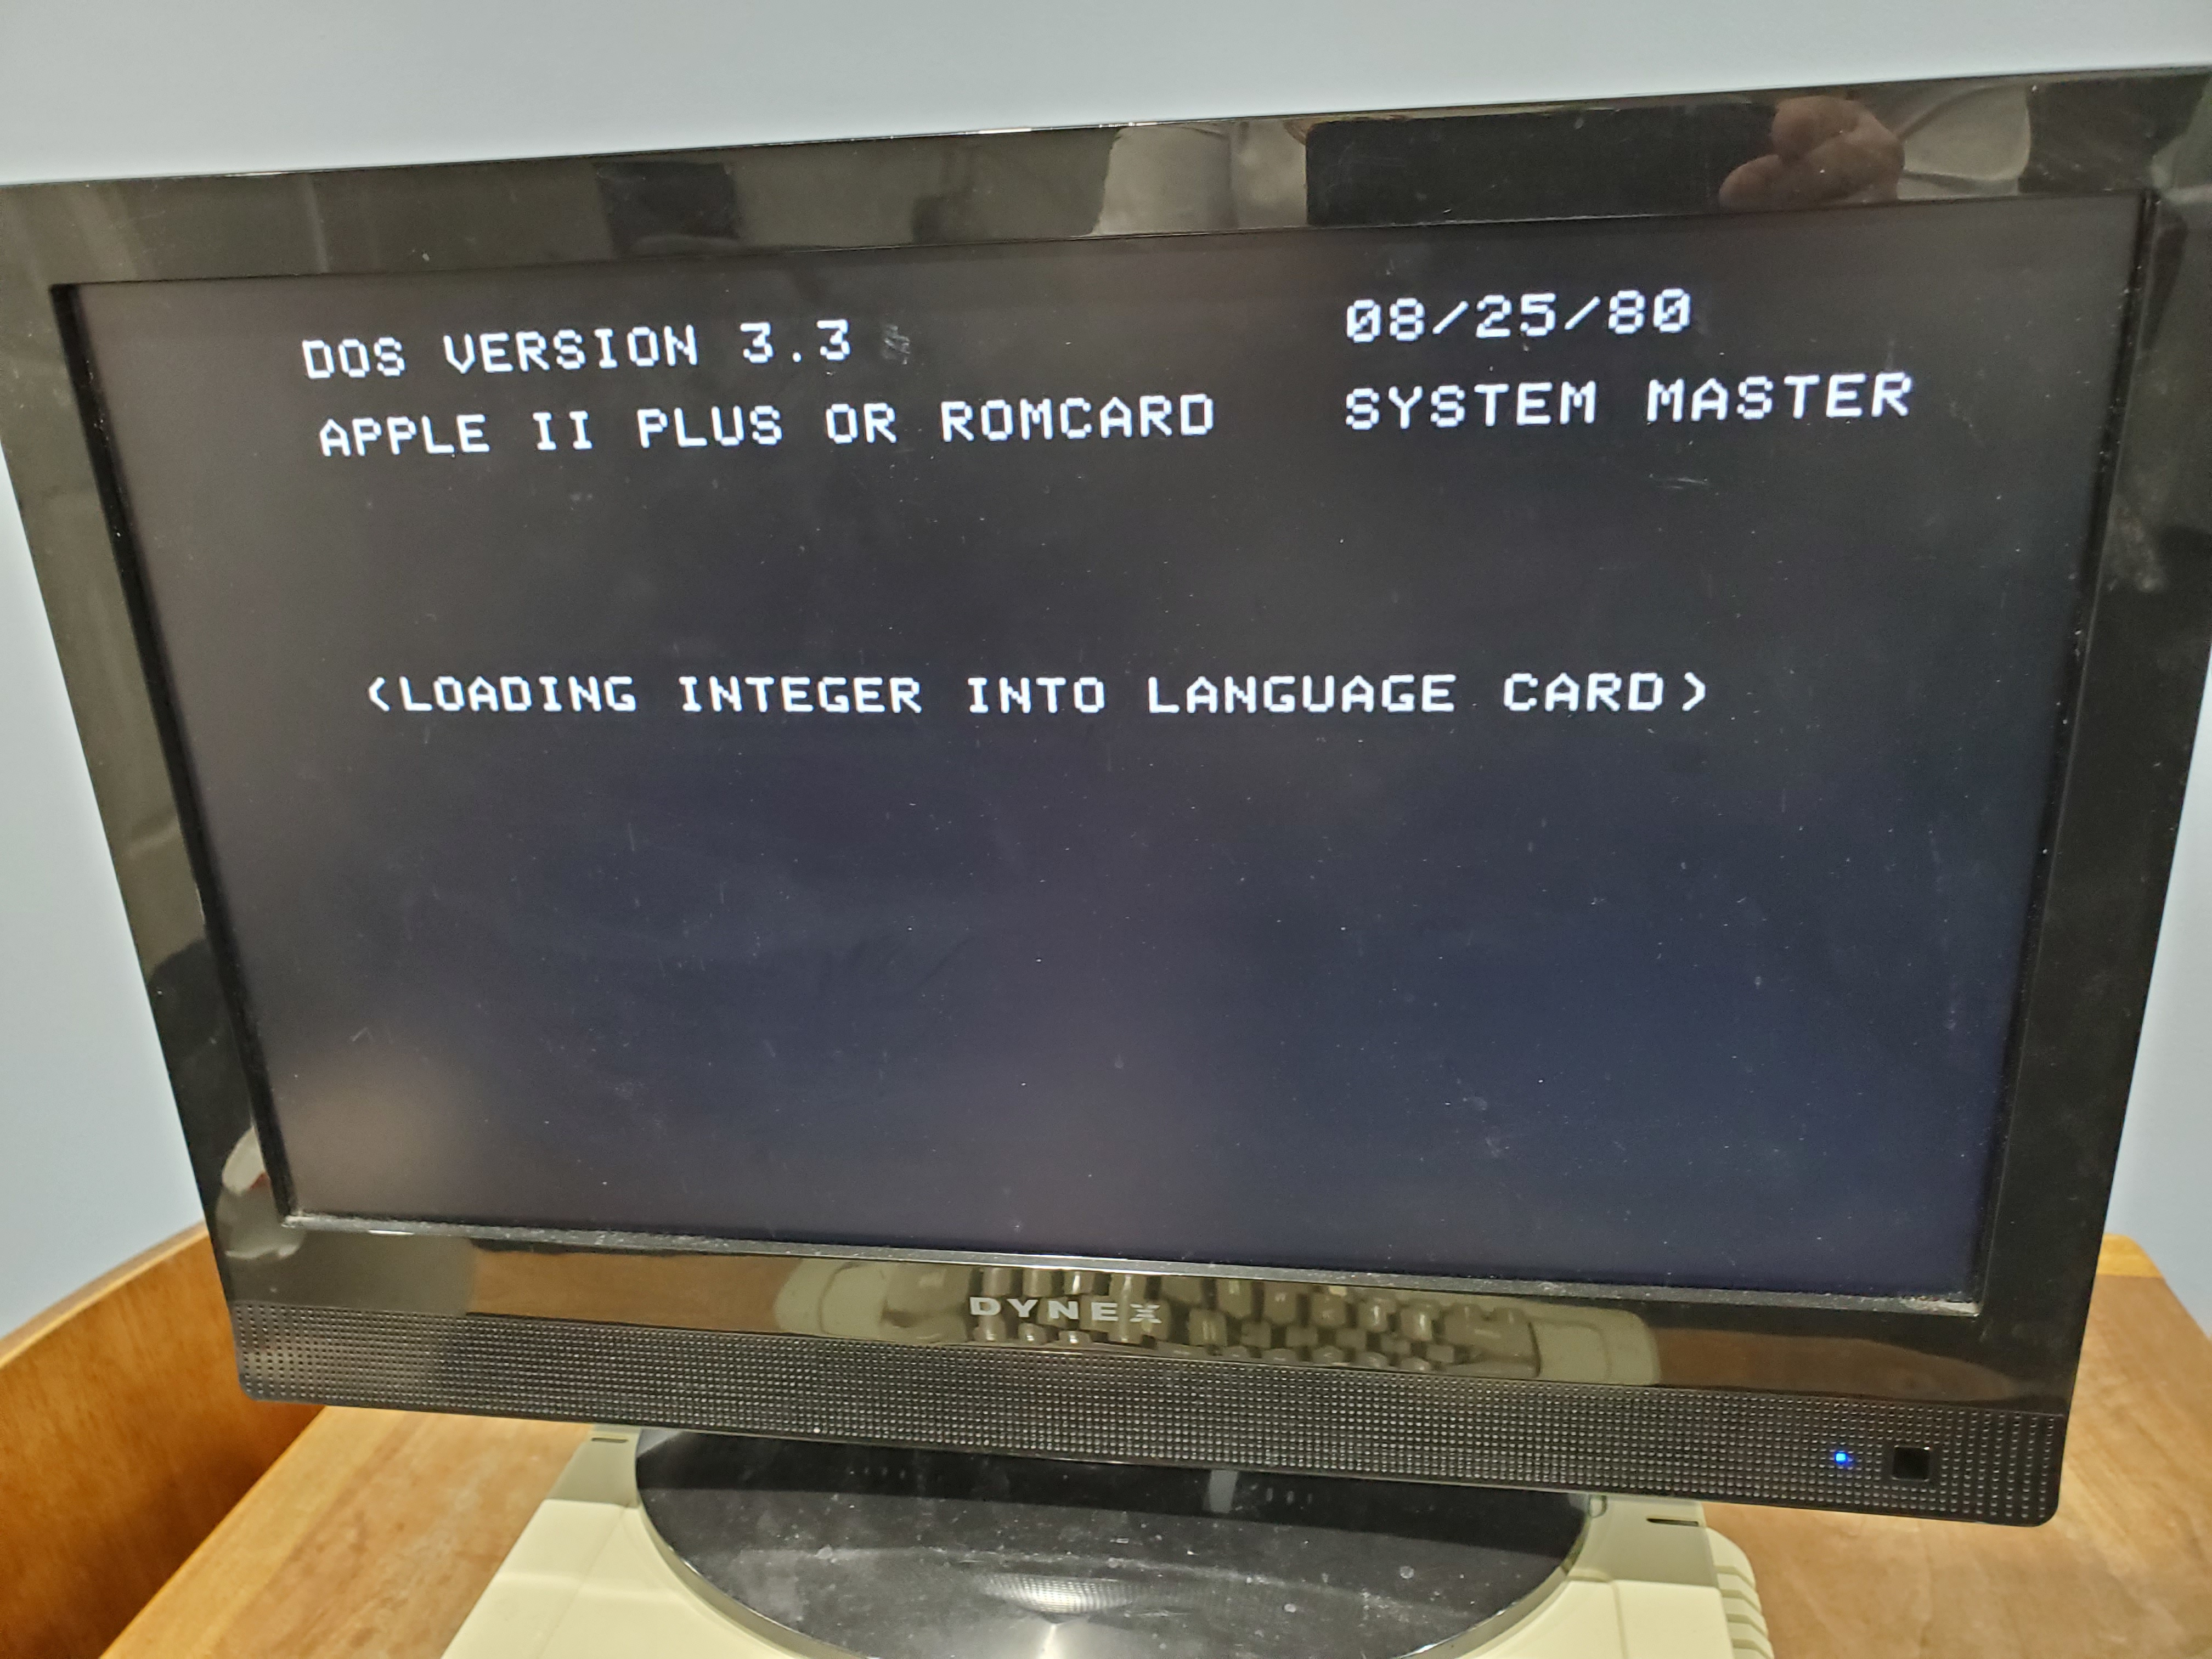 DOS VERSION 3.3 08/25/80
APPLE II PLUS OR ROMCARD SYSTEM MASTER
<LOADING INTEGER INTO LANGUAGE CARD>
DYNEX